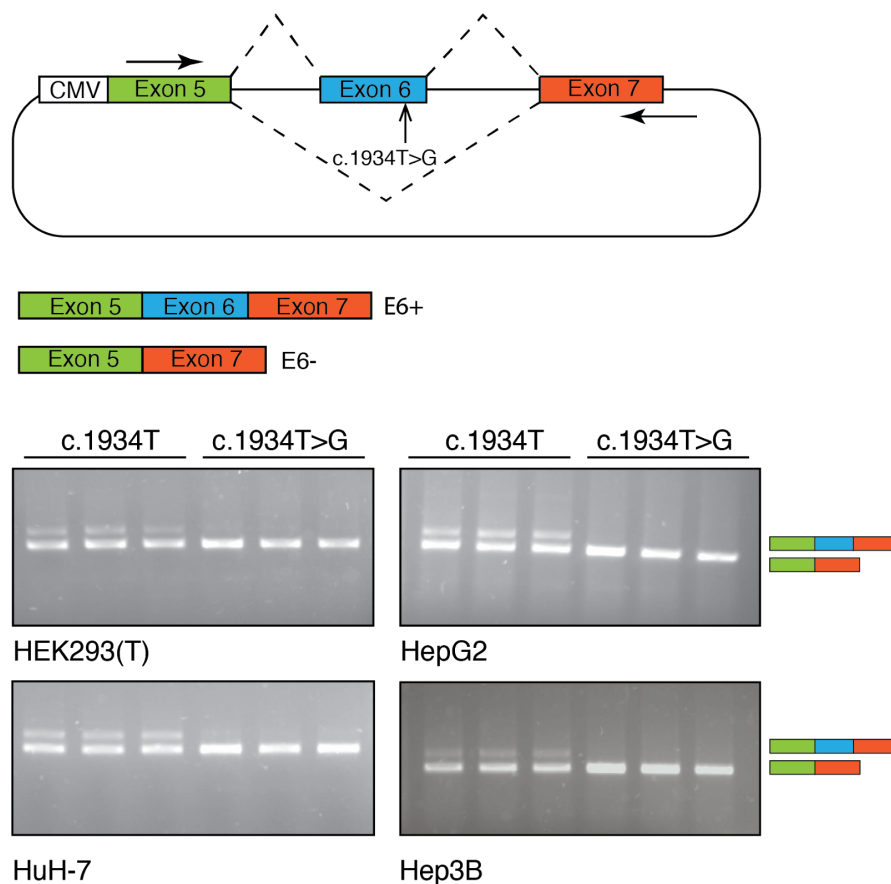 CMV Exon 5 Exon 6 Exon 7
c.1934T>G
Exon 5 Exon 6 Exon 7 E6+
Exon 5 Exon 7 E6-
c.1934T c.1934T>G c.1934T c.1934T>G
HEK293(T) HepG2
HuH-7 Hep3B